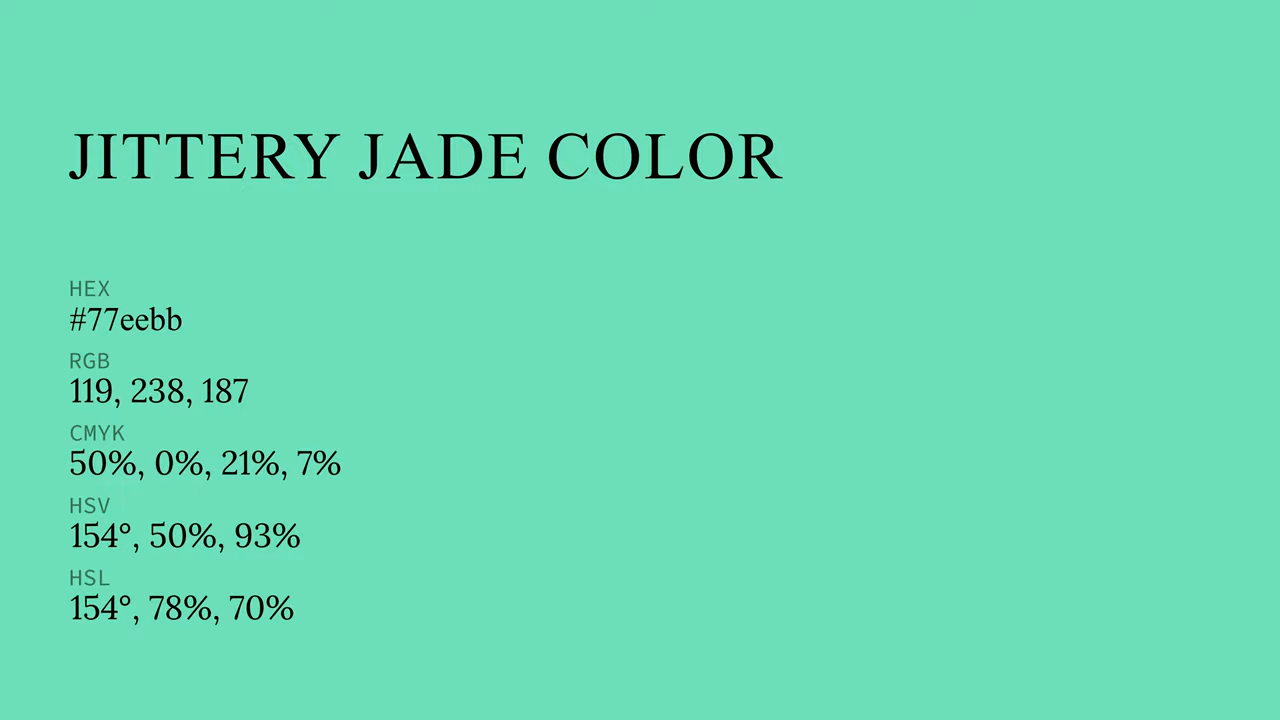 JITTERY JADE COLOR
HEX
#77eebb
RGB
119, 238, 187
CMYK
50%, 0%, 21%, 7%
HSV
154°, 50%, 93%
HSL
154°, 78%, 70%